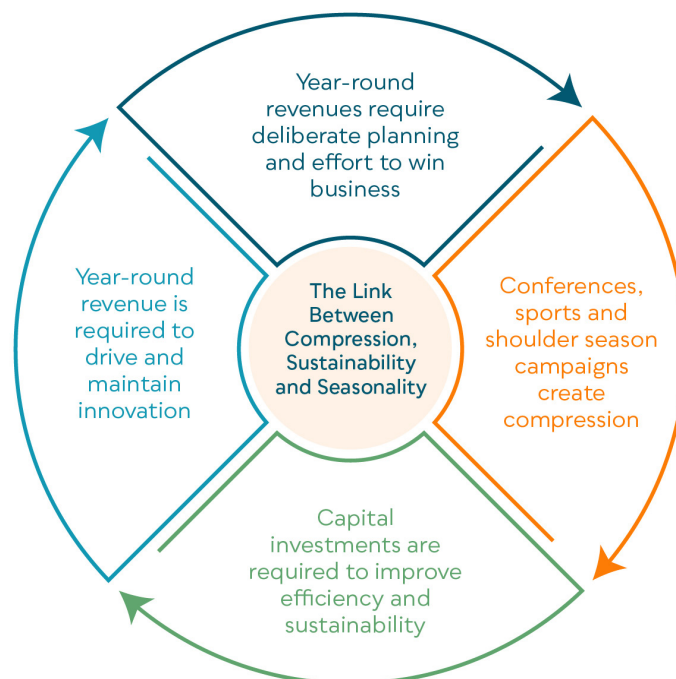 Year-round
revenues require
deliberate planning
and effort to win
business
Conferences,
sports and
shoulder season
campaigns
create
compression
Capital
investments are
required to improve
efficiency and
sustainability
Year-round
revenue is
required to
drive and
maintain
innovation
The Link
Between
Compression,
Sustainability
and Seasonality